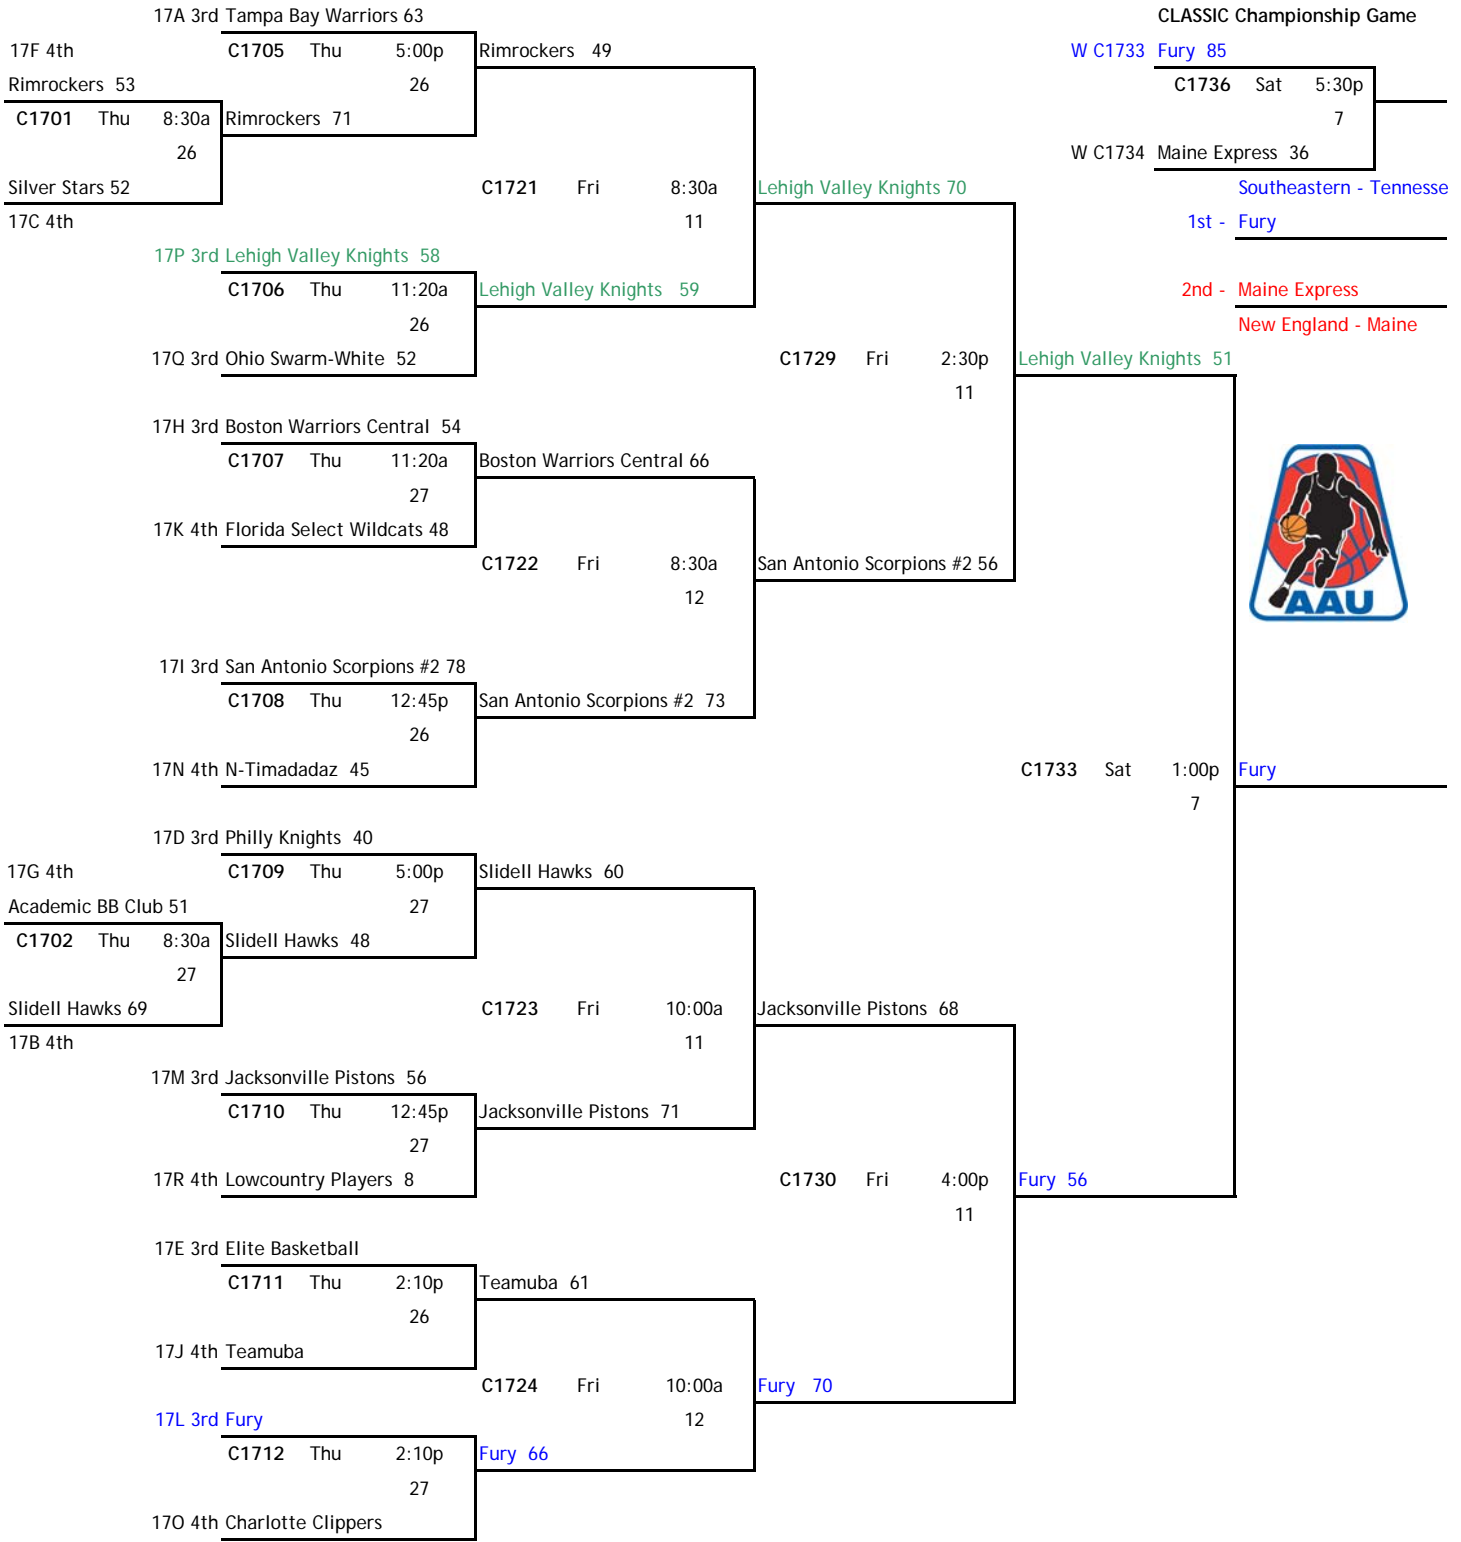 17A 3rd Tampa Bay Warriors 63
CLASSIC Championship Game
17F 4th
C1705 Thu 5:00p
Rimrockers 49
W C1733 Fury 85
Rimrockers 53
26
C1736 Sat 5:30p
C1701 Thu 8:30a
Rimrockers 71
7
26
W C1734 Maine Express 36
Silver Stars 52
C1721 Fri 8:30a
Lehigh Valley Knights 70
Southeastern - Tennesse
17C 4th
11
1st - Fury
17P 3rd Lehigh Valley Knights 58
C1706 Thu 11:20a
Lehigh Valley Knights 59
2nd - Maine Express
26
New England - Maine
17Q 3rd Ohio Swarm-White 52
C1729 Fri 2:30p
Lehigh Valley Knights 51
11
17H 3rd Boston Warriors Central 54
C1707 Thu 11:20a
Boston Warriors Central 66
27
17K 4th Florida Select Wildcats 48
C1722 Fri 8:30a
San Antonio Scorpions #2 56
12
AAU
17I 3rd San Antonio Scorpions #2 78
C1708 Thu 12:45p
San Antonio Scorpions #2 73
26
17N 4th N-Timadadaz 45
C1733 Sat 1:00p
Fury
7
17D 3rd Philly Knights 40
17G 4th
C1709 Thu 5:00p
Slidell Hawks 60
Academic BB Club 51
27
C1702 Thu 8:30a
Slidell Hawks 48
27
Slidell Hawks 69
C1723 Fri 10:00a
Jacksonville Pistons 68
17B 4th
11
17M 3rd Jacksonville Pistons 56
C1710 Thu 12:45p
Jacksonville Pistons 71
27
17R 4th Lowcountry Players 8
C1730 Fri 4:00p
Fury 56
11
17E 3rd Elite Basketball
C1711 Thu 2:10p
Teamuba 61
26
17J 4th Teamuba
C1724 Fri 10:00a
Fury 70
17L 3rd Fury
12
C1712 Thu 2:10p
Fury 66
27
17O 4th Charlotte Clippers